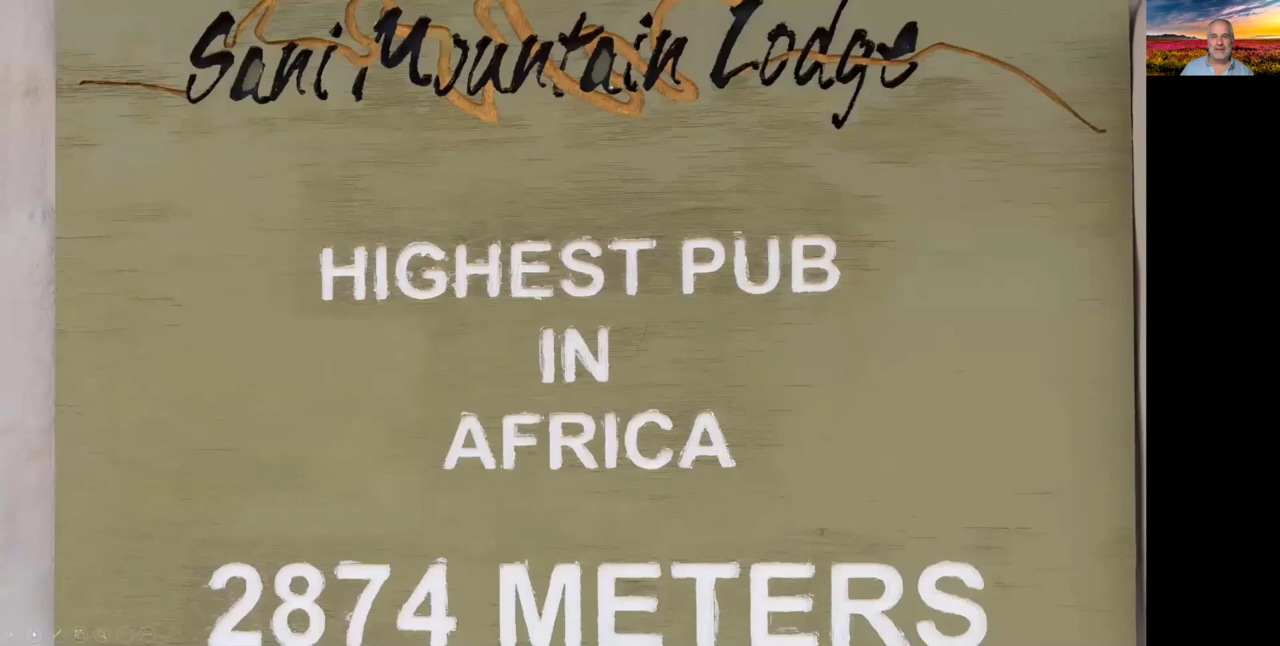 Sani Mountain Lodge
HIGHEST PUB
IN
AFRICA
2874 METERS